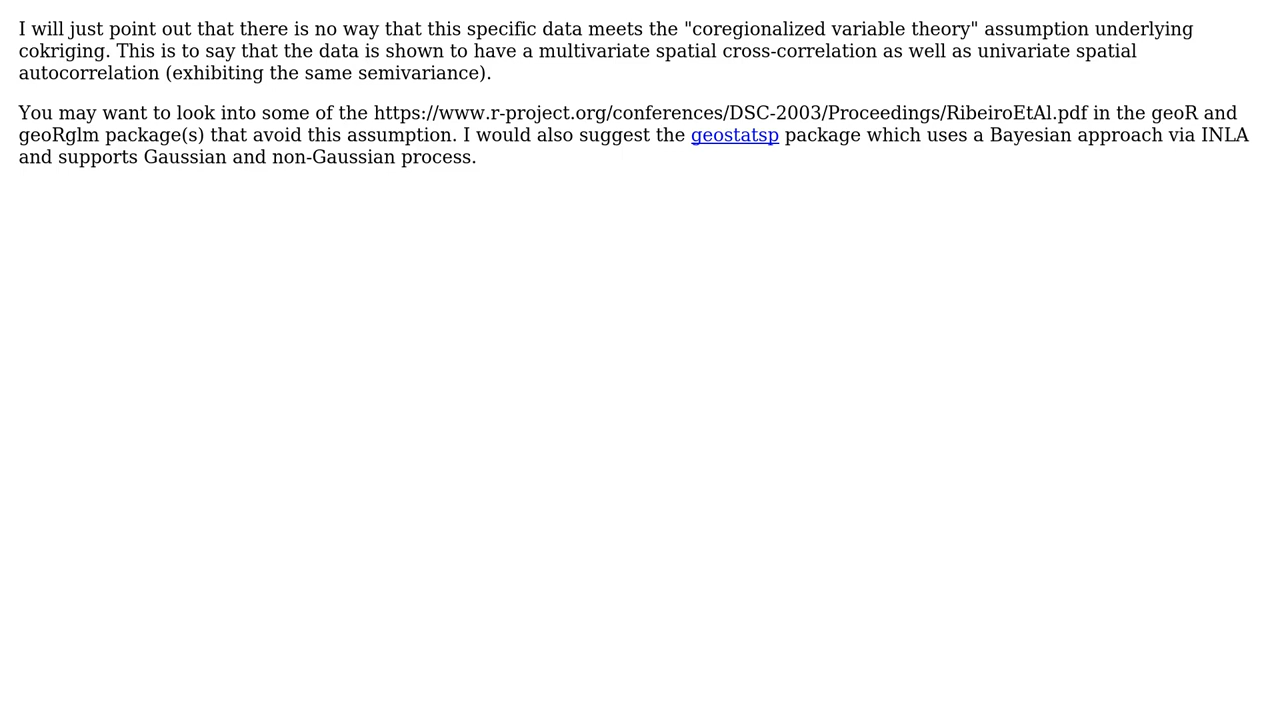 I will just point out that there is no way that this specific data meets the "coregionalized variable theory" assumption underlying
cokriging. This is to say that the data is shown to have a multivariate spatial cross-correlation as well as univariate spatial
autocorrelation (exhibiting the same semivariance).
You may want to look into some of the https://www.r-project.org/conferences/DSC-2003/Proceedings/RibeiroEtAl.pdf in the geoR and
geoRglm package(s) that avoid this assumption. I would also suggest the geostatsp package which uses a Bayesian approach via INLA
and supports Gaussian and non-Gaussian process.